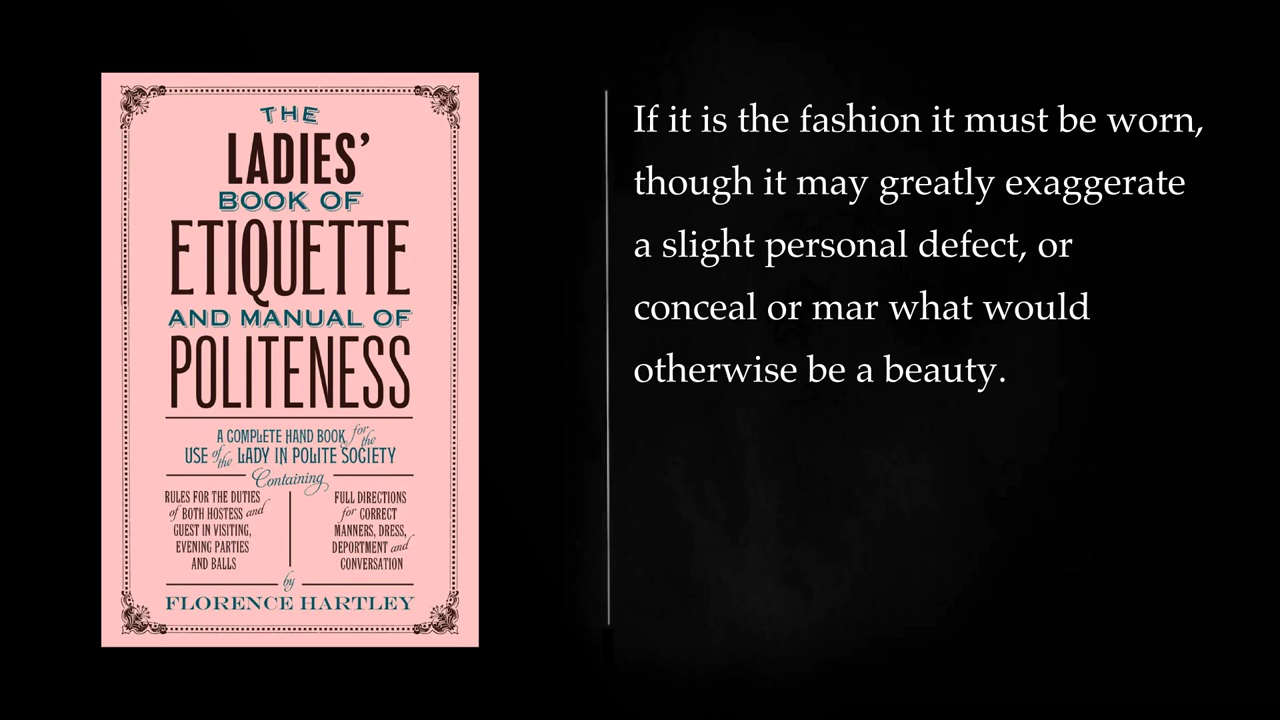 THE
LADIES'
BOOK OF
ETIQUETTE
AND MANUAL OF
POLITENESS
A COMPLETE HAND BOOK for the
USE of the LADY IN POLITE SOCIETY
Containing
RULES FOR THE DUTIES
of BOTH HOSTESS and
GUEST IN VISITING,
EVENING PARTIES
AND BALLS
FULL DIRECTIONS
for CORRECT
MANNERS, DRESS,
DEPORTMENT and
CONVERSATION
by
FLORENCE HARTLEY
If it is the fashion it must be worn,
though it may greatly exaggerate
a slight personal defect, or
conceal or mar what would
otherwise be a beauty.